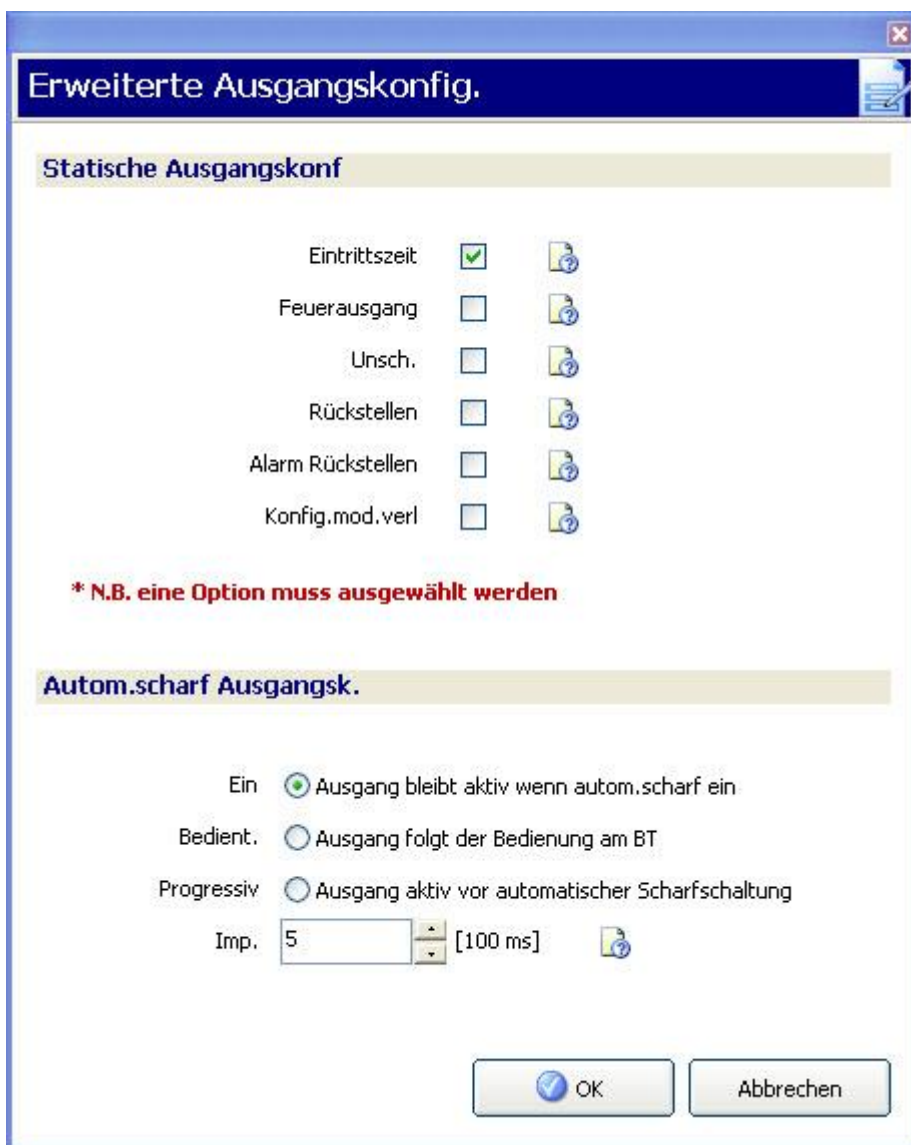 Erweiterte Ausgangskonfig.
Statische Ausgangskonf
Eintrittszeit
Feuerausgang
Unsch.
Rückstellen
Alarm Rückstellen
Konfig.mod.verl
* N.B. eine Option muss ausgewählt werden
Autom.scharf Ausgangsk.
Ein Ausgang bleibt aktiv wenn autom.scharf ein
Bedient. Ausgang folgt der Bedienung am BT
Progressiv Ausgang aktiv vor automatischer Scharfschaltung
Imp. 5 [100 ms]
OK Abbrechen